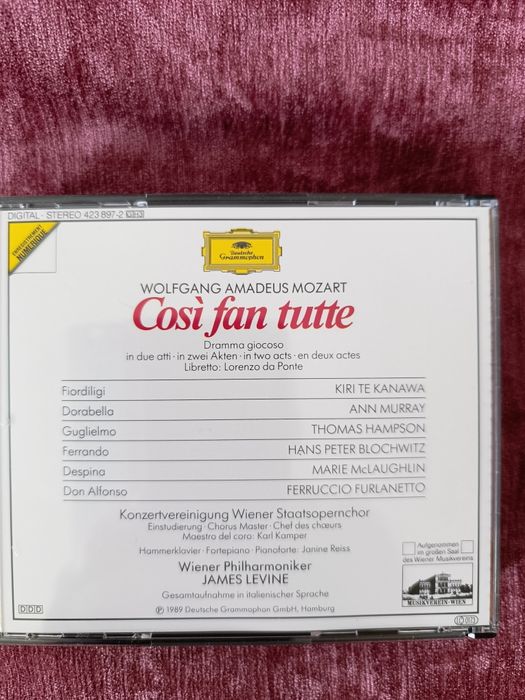 DIGITAL · STEREO 423 897-2
ENREGISTREMENT
NUMERIQUE
Deutsche
Grammophon
WOLFGANG AMADEUS MOZART
Così fan tutte
Dramma giocoso
in due atti · in zwei Akten · in two acts · en deux actes
Libretto: Lorenzo da Ponte
Fiordiligi KIRI TE KANAWA
Dorabella ANN MURRAY
Guglielmo THOMAS HAMPSON
Ferrando HANS PETER BLOCHWITZ
Despina MARIE McLAUGHLIN
Don Alfonso FERRUCCIO FURLANETTO
Konzertvereinigung Wiener Staatsopernchor
Einstudierung · Chorus Master · Chef des chœurs
Maestro del coro: Karl Kamper
Hammerklavier · Fortepiano · Pianoforte: Janine Reiss
Wiener Philharmoniker
JAMES LEVINE
Gesamtaufnahme in italienischer Sprache
℗ 1989 Deutsche Grammophon GmbH, Hamburg
Aufgenommen
im großen Saal
des Wiener Musikvereins
MUSIKVEREIN·WIEN
DDD